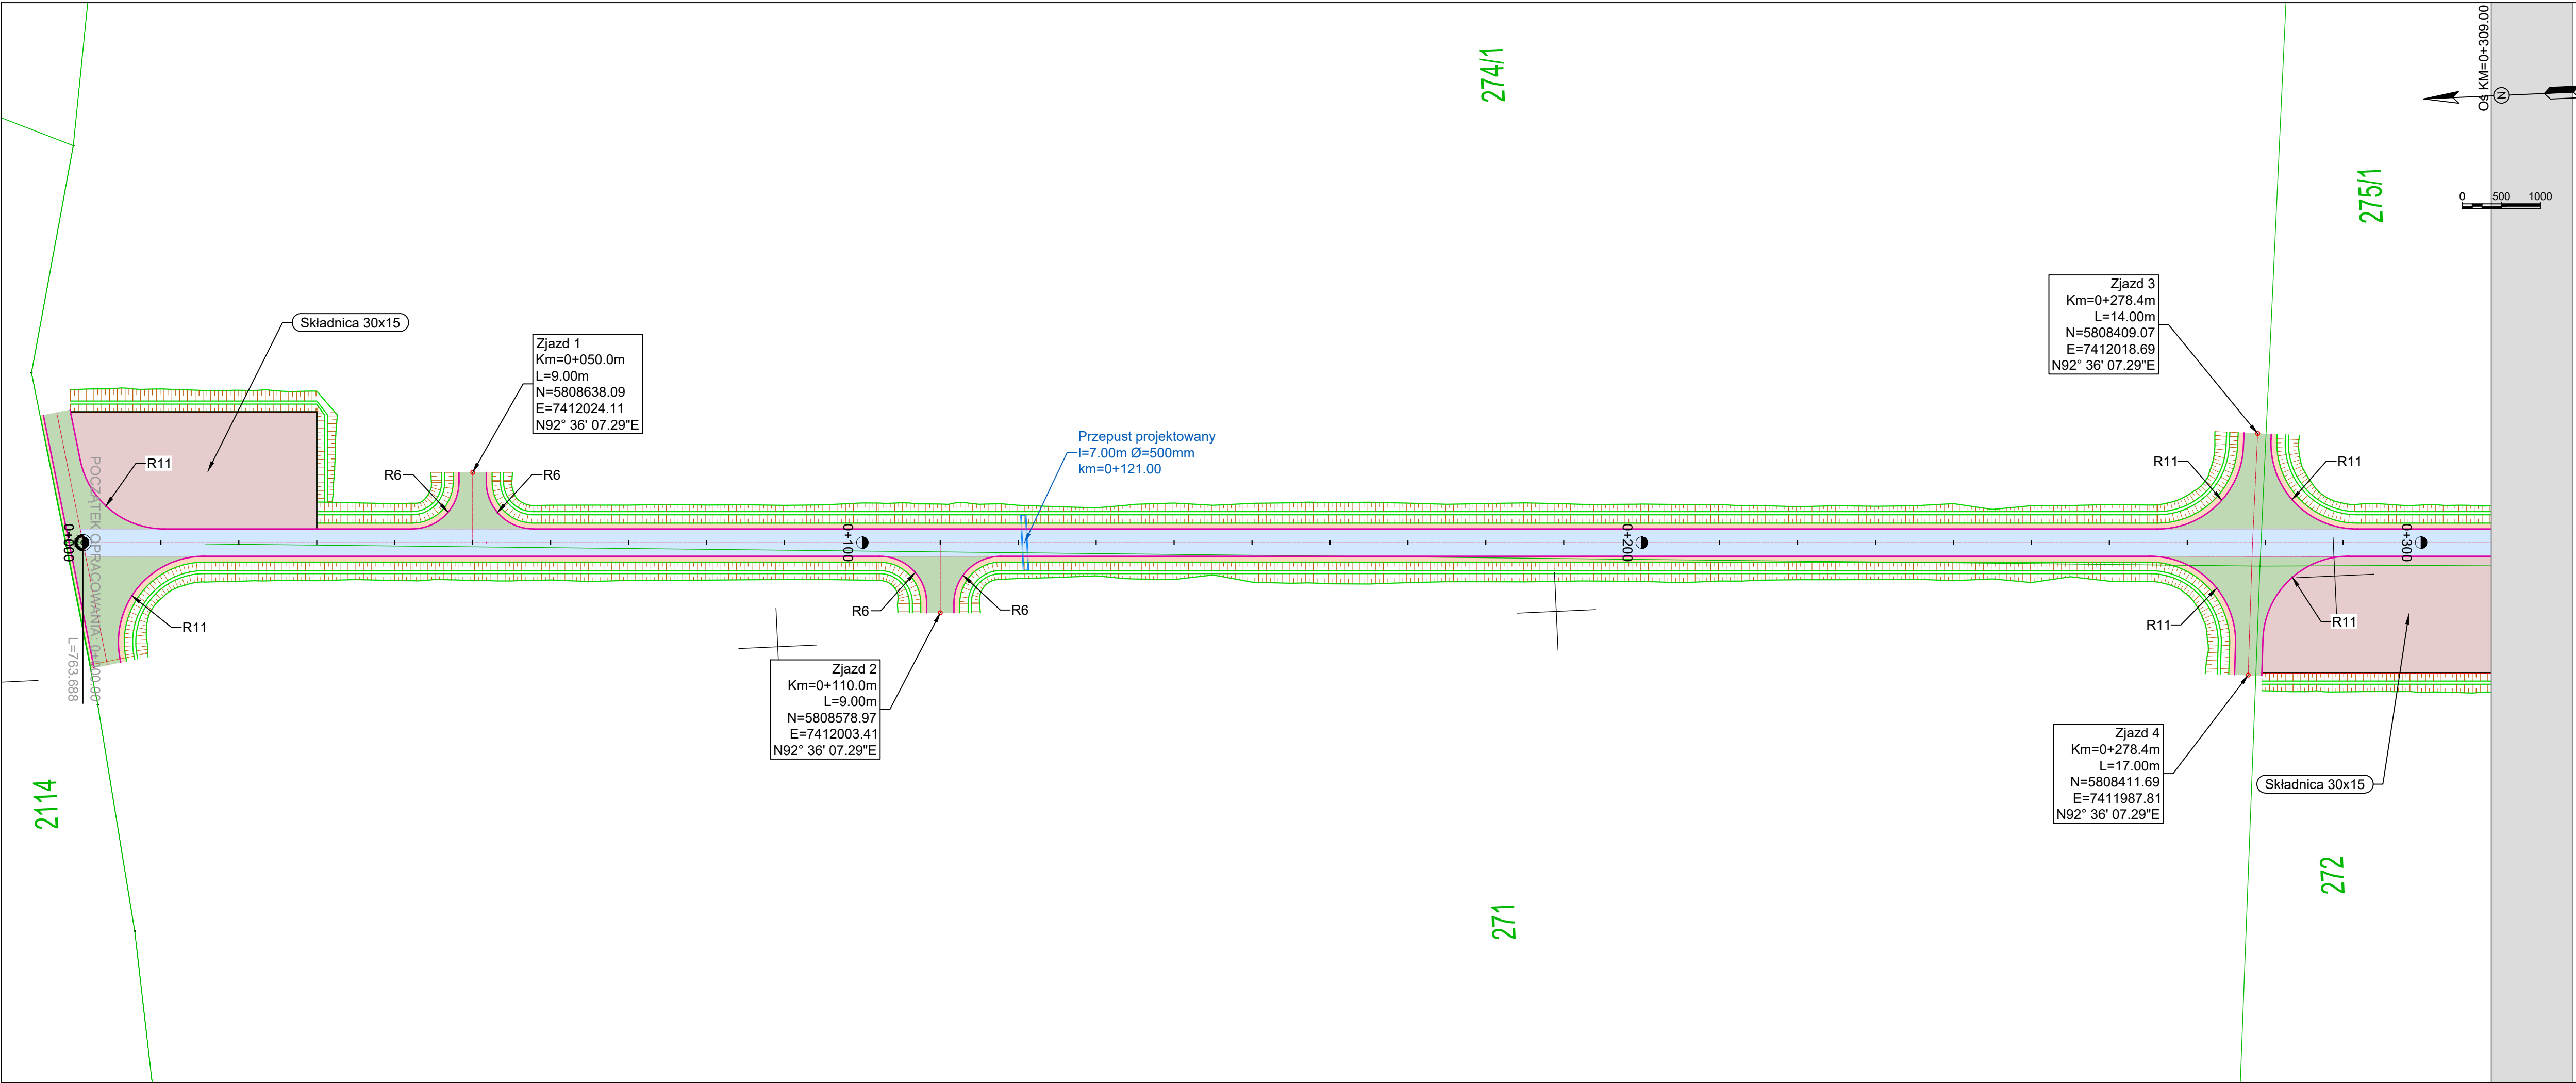 274/1
Oś KM=0+309.00
N
275/1
0 500 1000
Zjazd 3
Km=0+278.4m
L=14.00m
N=5808409.07
E=7412018.69
N92° 36' 07.29"E
Składnica 30x15
Zjazd 1
Km=0+050.0m
L=9.00m
N=5808638.09
E=7412024.11
N92° 36' 07.29"E
Przepust projektowany
l=7.00m Ø=500mm
km=0+121.00
R11
R6
R6
R11
R11
POCZĄTEK OPRACOWANIA: 0+000.00
L=763.688
0+000
0+100
0+200
0+300
R11
R6
R6
R11
R11
Zjazd 2
Km=0+110.0m
L=9.00m
N=5808578.97
E=7412003.41
N92° 36' 07.29"E
Zjazd 4
Km=0+278.4m
L=17.00m
N=5808411.69
E=7411987.81
N92° 36' 07.29"E
Składnica 30x15
2114
271
272